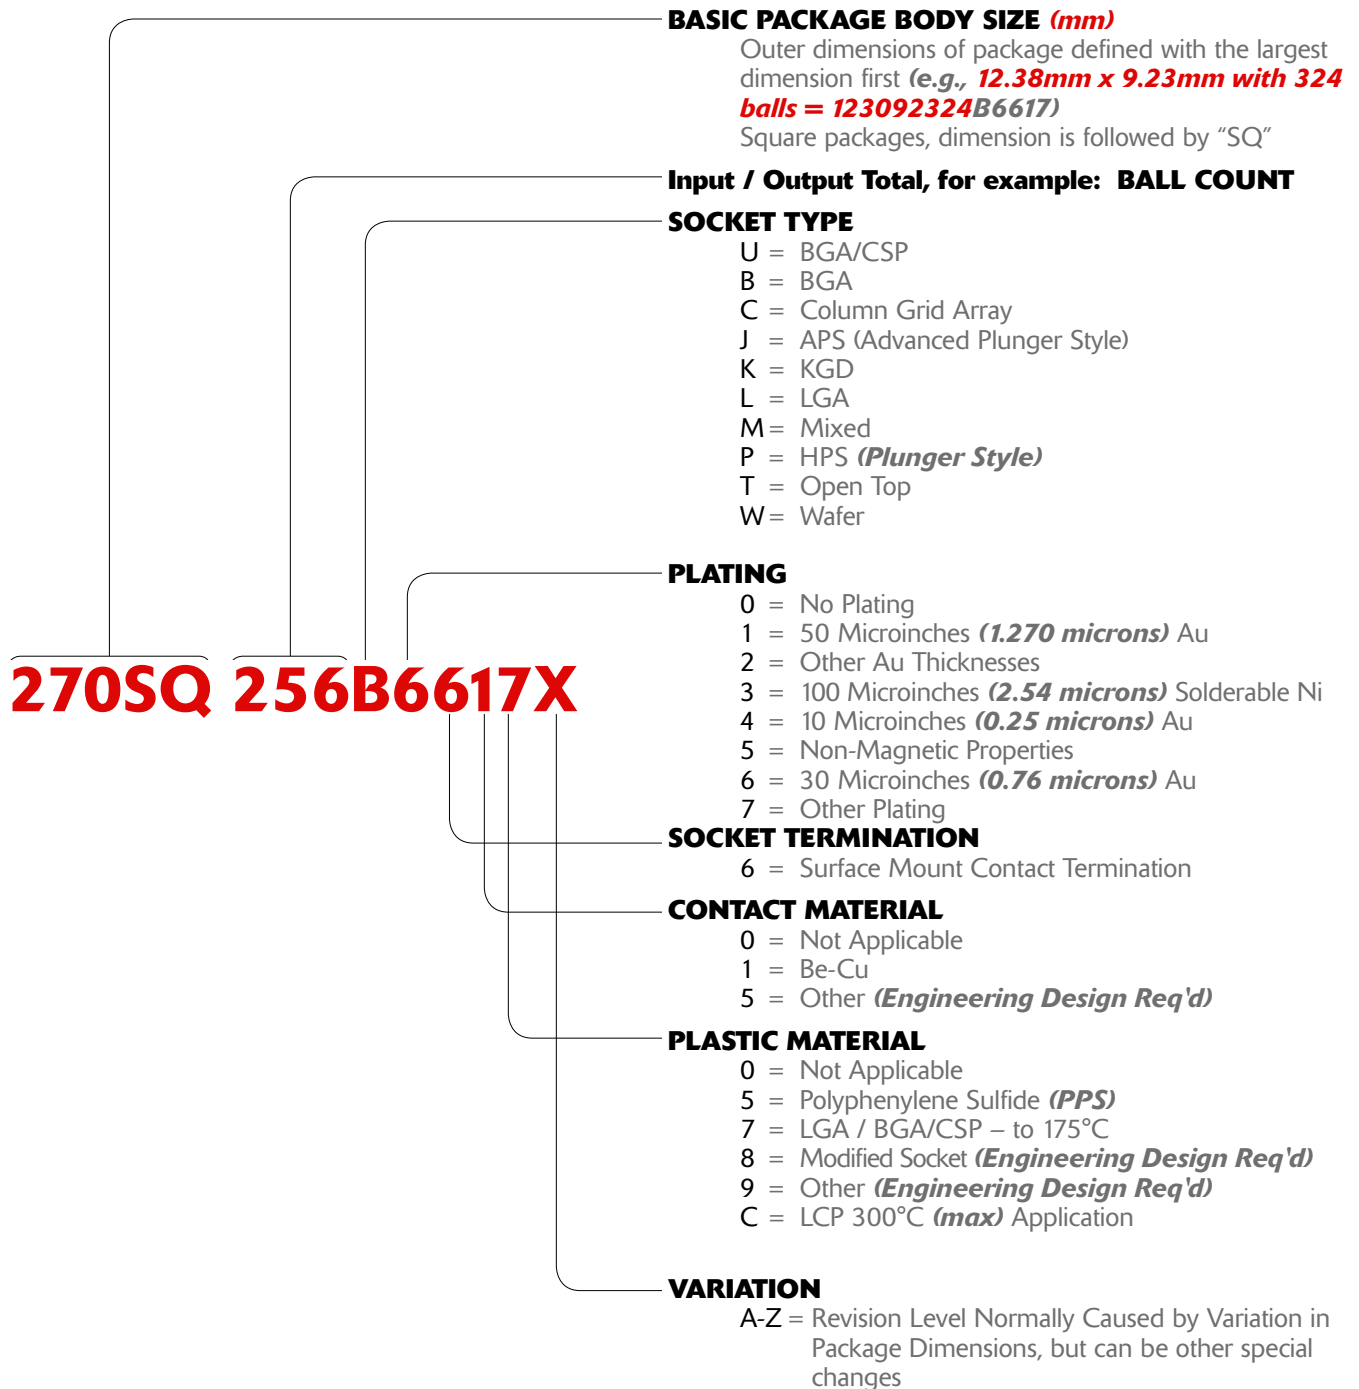 BASIC PACKAGE BODY SIZE (mm)
Outer dimensions of package defined with the largest
dimension first (e.g., 12.38mm x 9.23mm with 324
balls = 123092324B6617)
Square packages, dimension is followed by “SQ”
Input / Output Total, for example: BALL COUNT
SOCKET TYPE
U = BGA/CSP
B = BGA
C = Column Grid Array
J = APS (Advanced Plunger Style)
K = KGD
L = LGA
M = Mixed
P = HPS (Plunger Style)
T = Open Top
W = Wafer
PLATING
0 = No Plating
1 = 50 Microinches (1.270 microns) Au
2 = Other Au Thicknesses
3 = 100 Microinches (2.54 microns) Solderable Ni
4 = 10 Microinches (0.25 microns) Au
5 = Non-Magnetic Properties
6 = 30 Microinches (0.76 microns) Au
7 = Other Plating
270SQ 256B6617X
SOCKET TERMINATION
6 = Surface Mount Contact Termination
CONTACT MATERIAL
0 = Not Applicable
1 = Be-Cu
5 = Other (Engineering Design Req'd)
PLASTIC MATERIAL
0 = Not Applicable
5 = Polyphenylene Sulfide (PPS)
7 = LGA / BGA/CSP – to 175°C
8 = Modified Socket (Engineering Design Req'd)
9 = Other (Engineering Design Req'd)
C = LCP 300°C (max) Application
VARIATION
A-Z = Revision Level Normally Caused by Variation in
Package Dimensions, but can be other special
changes